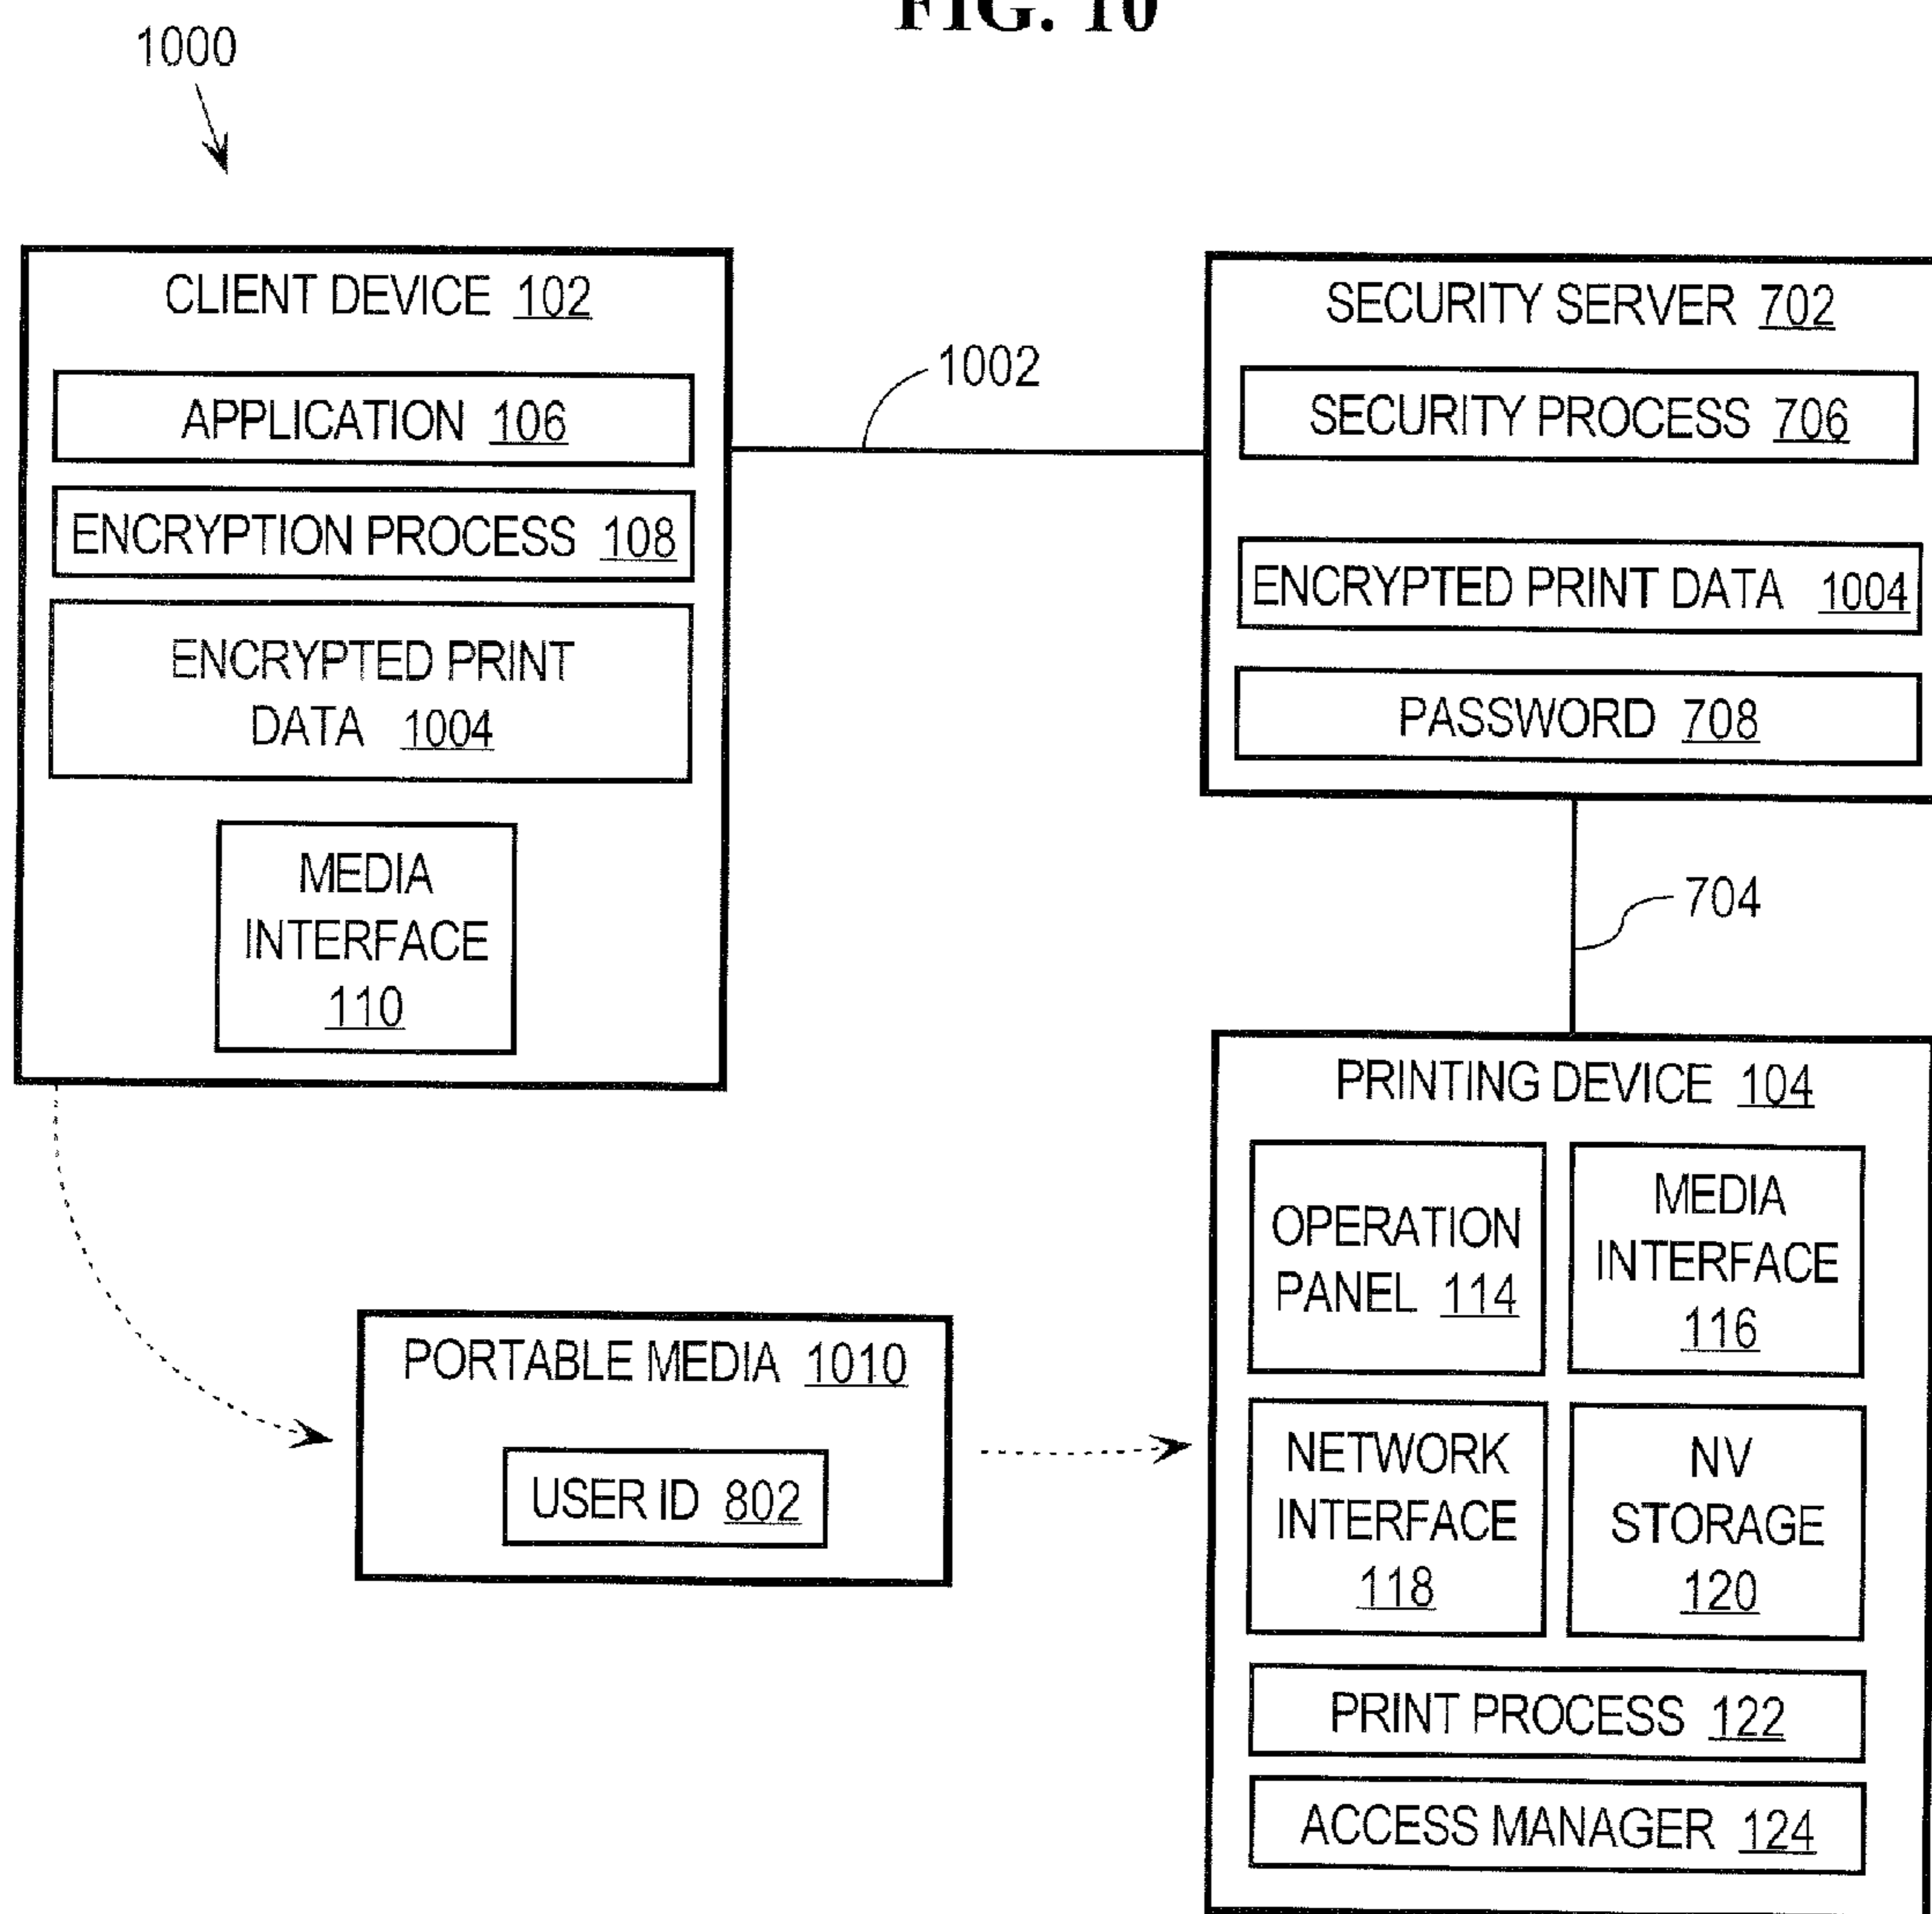 FIG. 10
1000
CLIENT DEVICE 102
APPLICATION 106
ENCRYPTION PROCESS 108
ENCRYPTED PRINT
DATA 1004
MEDIA
INTERFACE
110
1002
SECURITY SERVER 702
SECURITY PROCESS 706
ENCRYPTED PRINT DATA 1004
PASSWORD 708
704
PORTABLE MEDIA 1010
USER ID 802
PRINTING DEVICE 104
OPERATION
PANEL 114
MEDIA
INTERFACE
116
NETWORK
INTERFACE
118
NV
STORAGE
120
PRINT PROCESS 122
ACCESS MANAGER 124